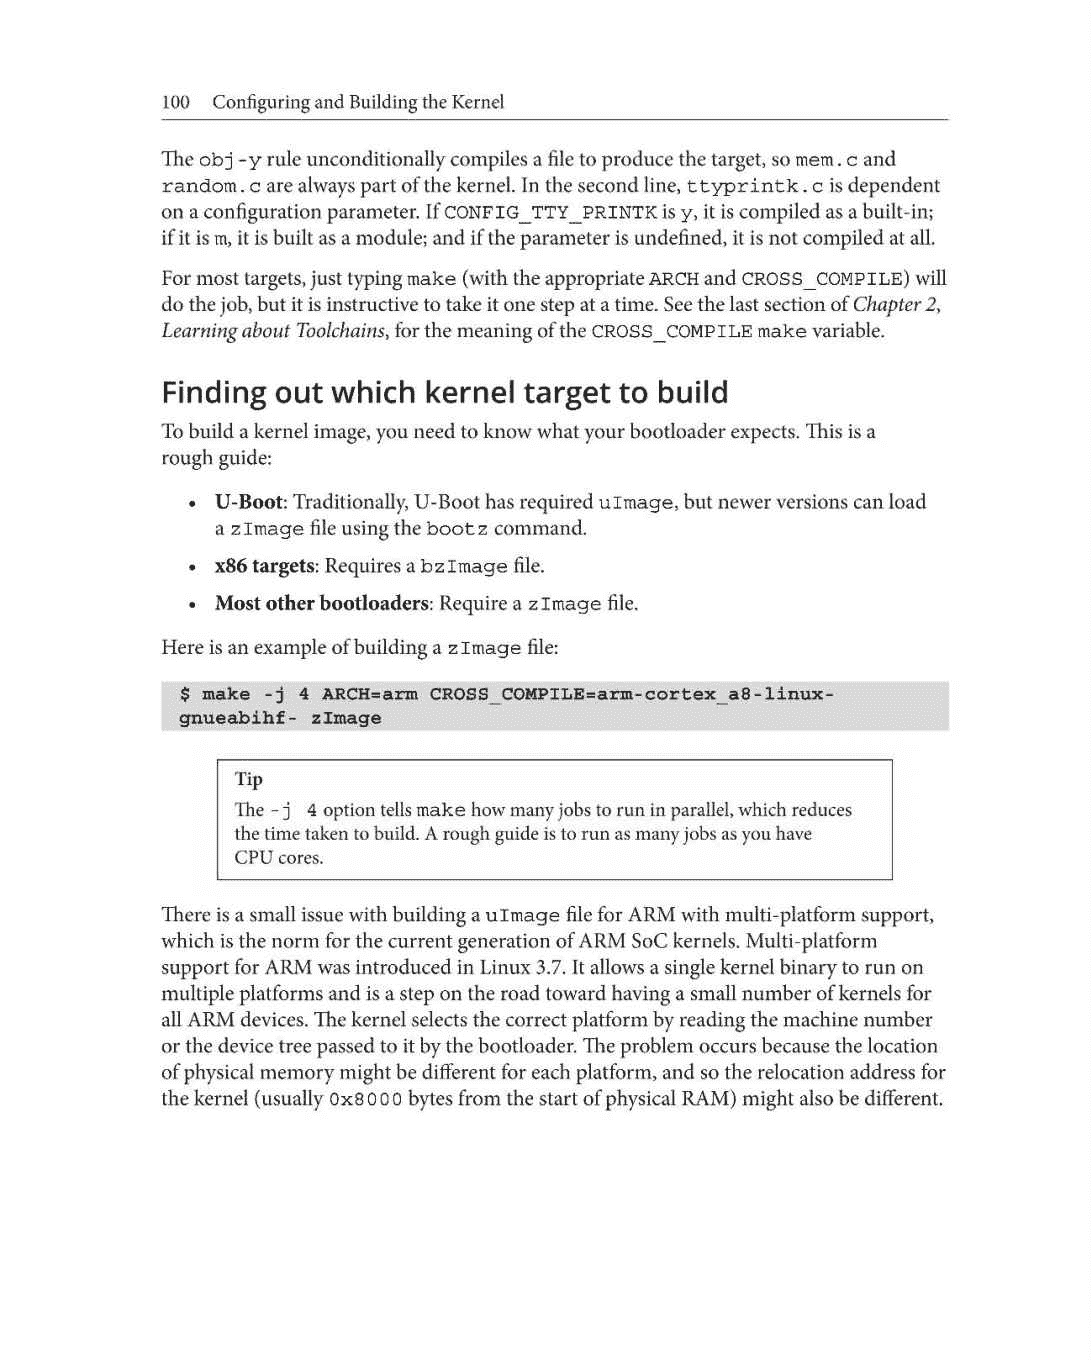 100 Configuring and Building the Kernel
The obj-y rule unconditionally compiles a file to produce the target, so mem.c and
random.c are always part of the kernel. In the second line, ttyprintk.c is dependent
on a configuration parameter. If CONFIG_TTY_PRINTK is y, it is compiled as a built-in;
if it is m, it is built as a module; and if the parameter is undefined, it is not compiled at all.
For most targets, just typing make (with the appropriate ARCH and CROSS_COMPILE) will
do the job, but it is instructive to take it one step at a time. See the last section of Chapter 2,
Learning about Toolchains, for the meaning of the CROSS_COMPILE make variable.
Finding out which kernel target to build
To build a kernel image, you need to know what your bootloader expects. This is a
rough guide:
• U-Boot: Traditionally, U-Boot has required uImage, but newer versions can load
a zImage file using the bootz command.
• x86 targets: Requires a bzImage file.
• Most other bootloaders: Require a zImage file.
Here is an example of building a zImage file:
$ make -j 4 ARCH=arm CROSS_COMPILE=arm-cortex_a8-linux-
gnueabihf- zImage
Tip
The -j 4 option tells make how many jobs to run in parallel, which reduces
the time taken to build. A rough guide is to run as many jobs as you have
CPU cores.
There is a small issue with building a uImage file for ARM with multi-platform support,
which is the norm for the current generation of ARM SoC kernels. Multi-platform
support for ARM was introduced in Linux 3.7. It allows a single kernel binary to run on
multiple platforms and is a step on the road toward having a small number of kernels for
all ARM devices. The kernel selects the correct platform by reading the machine number
or the device tree passed to it by the bootloader. The problem occurs because the location
of physical memory might be different for each platform, and so the relocation address for
the kernel (usually 0x8000 bytes from the start of physical RAM) might also be different.